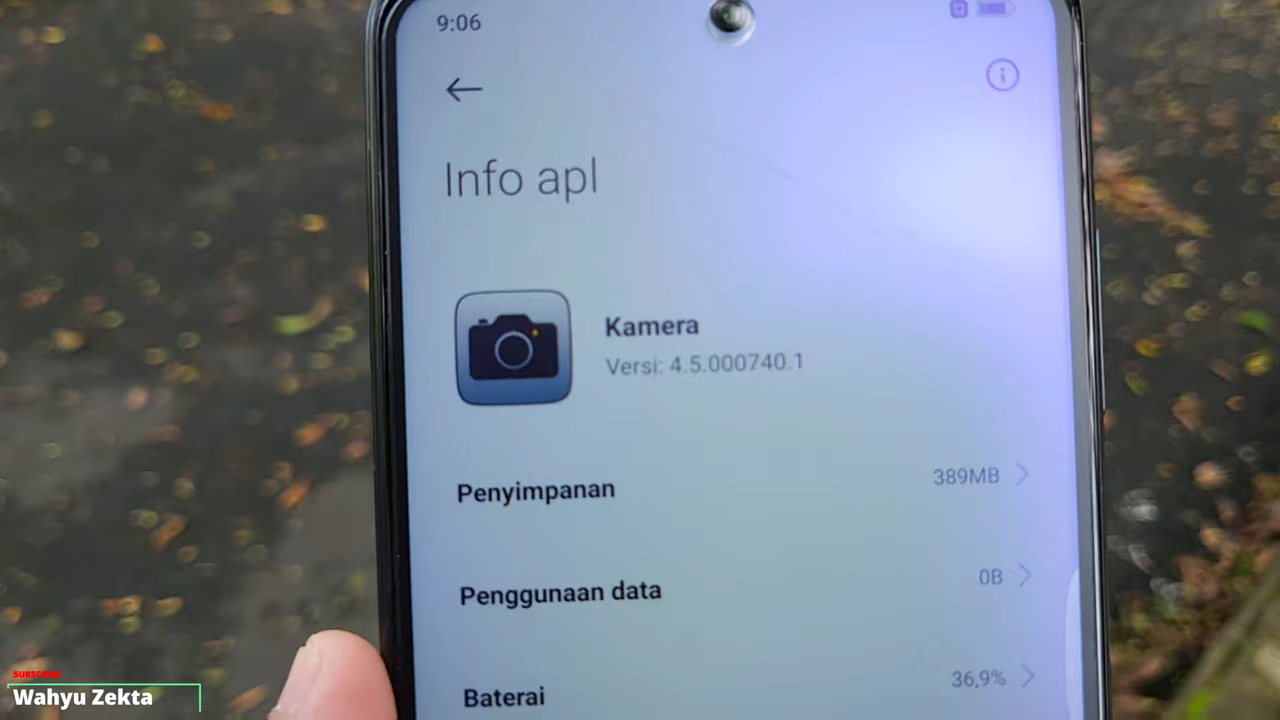 9:06
Info apl
Kamera
Versi: 4.5.000740.1
Penyimpanan 389MB
Penggunaan data 0B
Baterai 36,9%
SUBSCRIBE
Wahyu Zekta